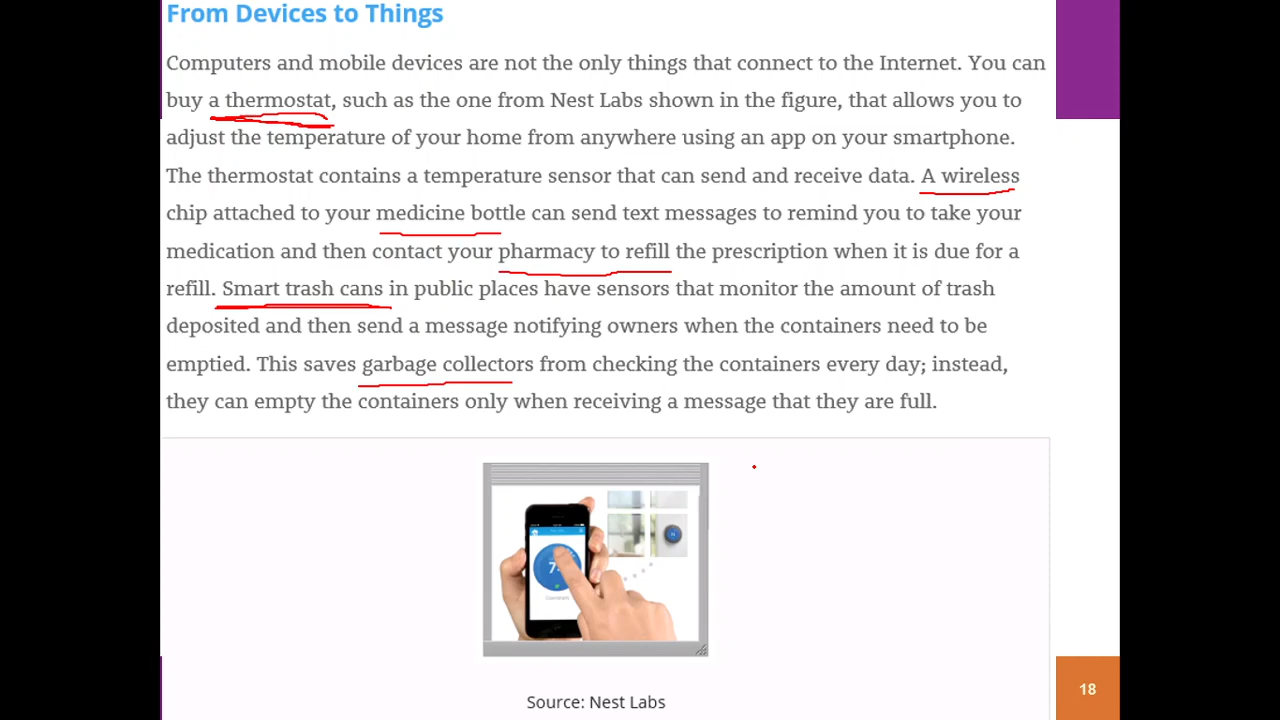 From Devices to Things
Computers and mobile devices are not the only things that connect to the Internet. You can
buy a thermostat, such as the one from Nest Labs shown in the figure, that allows you to
adjust the temperature of your home from anywhere using an app on your smartphone.
The thermostat contains a temperature sensor that can send and receive data. A wireless
chip attached to your medicine bottle can send text messages to remind you to take your
medication and then contact your pharmacy to refill the prescription when it is due for a
refill. Smart trash cans in public places have sensors that monitor the amount of trash
deposited and then send a message notifying owners when the containers need to be
emptied. This saves garbage collectors from checking the containers every day; instead,
they can empty the containers only when receiving a message that they are full.
Source: Nest Labs
18